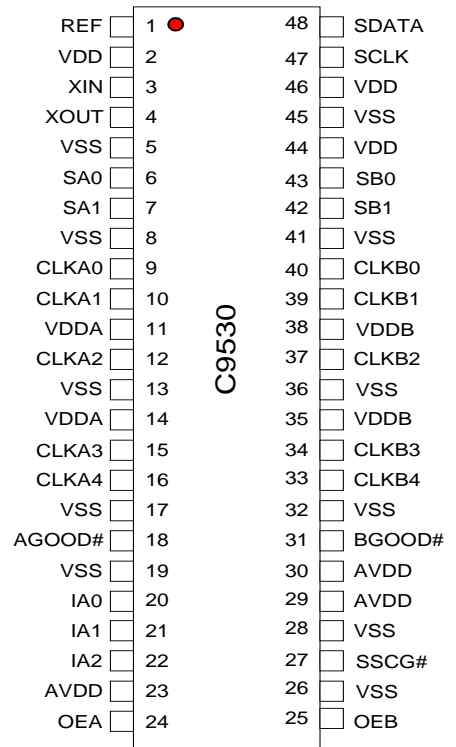 REF 1 48 SDATA
VDD 2 47 SCLK
XIN 3 46 VDD
XOUT 4 45 VSS
VSS 5 44 VDD
SA0 6 43 SB0
SA1 7 42 SB1
VSS 8 41 VSS
CLKA0 9 40 CLKB0
CLKA1 10 39 CLKB1
VDDA 11 38 VDDB
CLKA2 12 37 CLKB2
VSS 13 36 VSS
VDDA 14 35 VDDB
CLKA3 15 34 CLKB3
CLKA4 16 33 CLKB4
VSS 17 32 VSS
AGOOD# 18 31 BGOOD#
VSS 19 30 AVDD
IA0 20 29 AVDD
IA1 21 28 VSS
IA2 22 27 SSCG#
AVDD 23 26 VSS
OEA 24 25 OEB
C9530